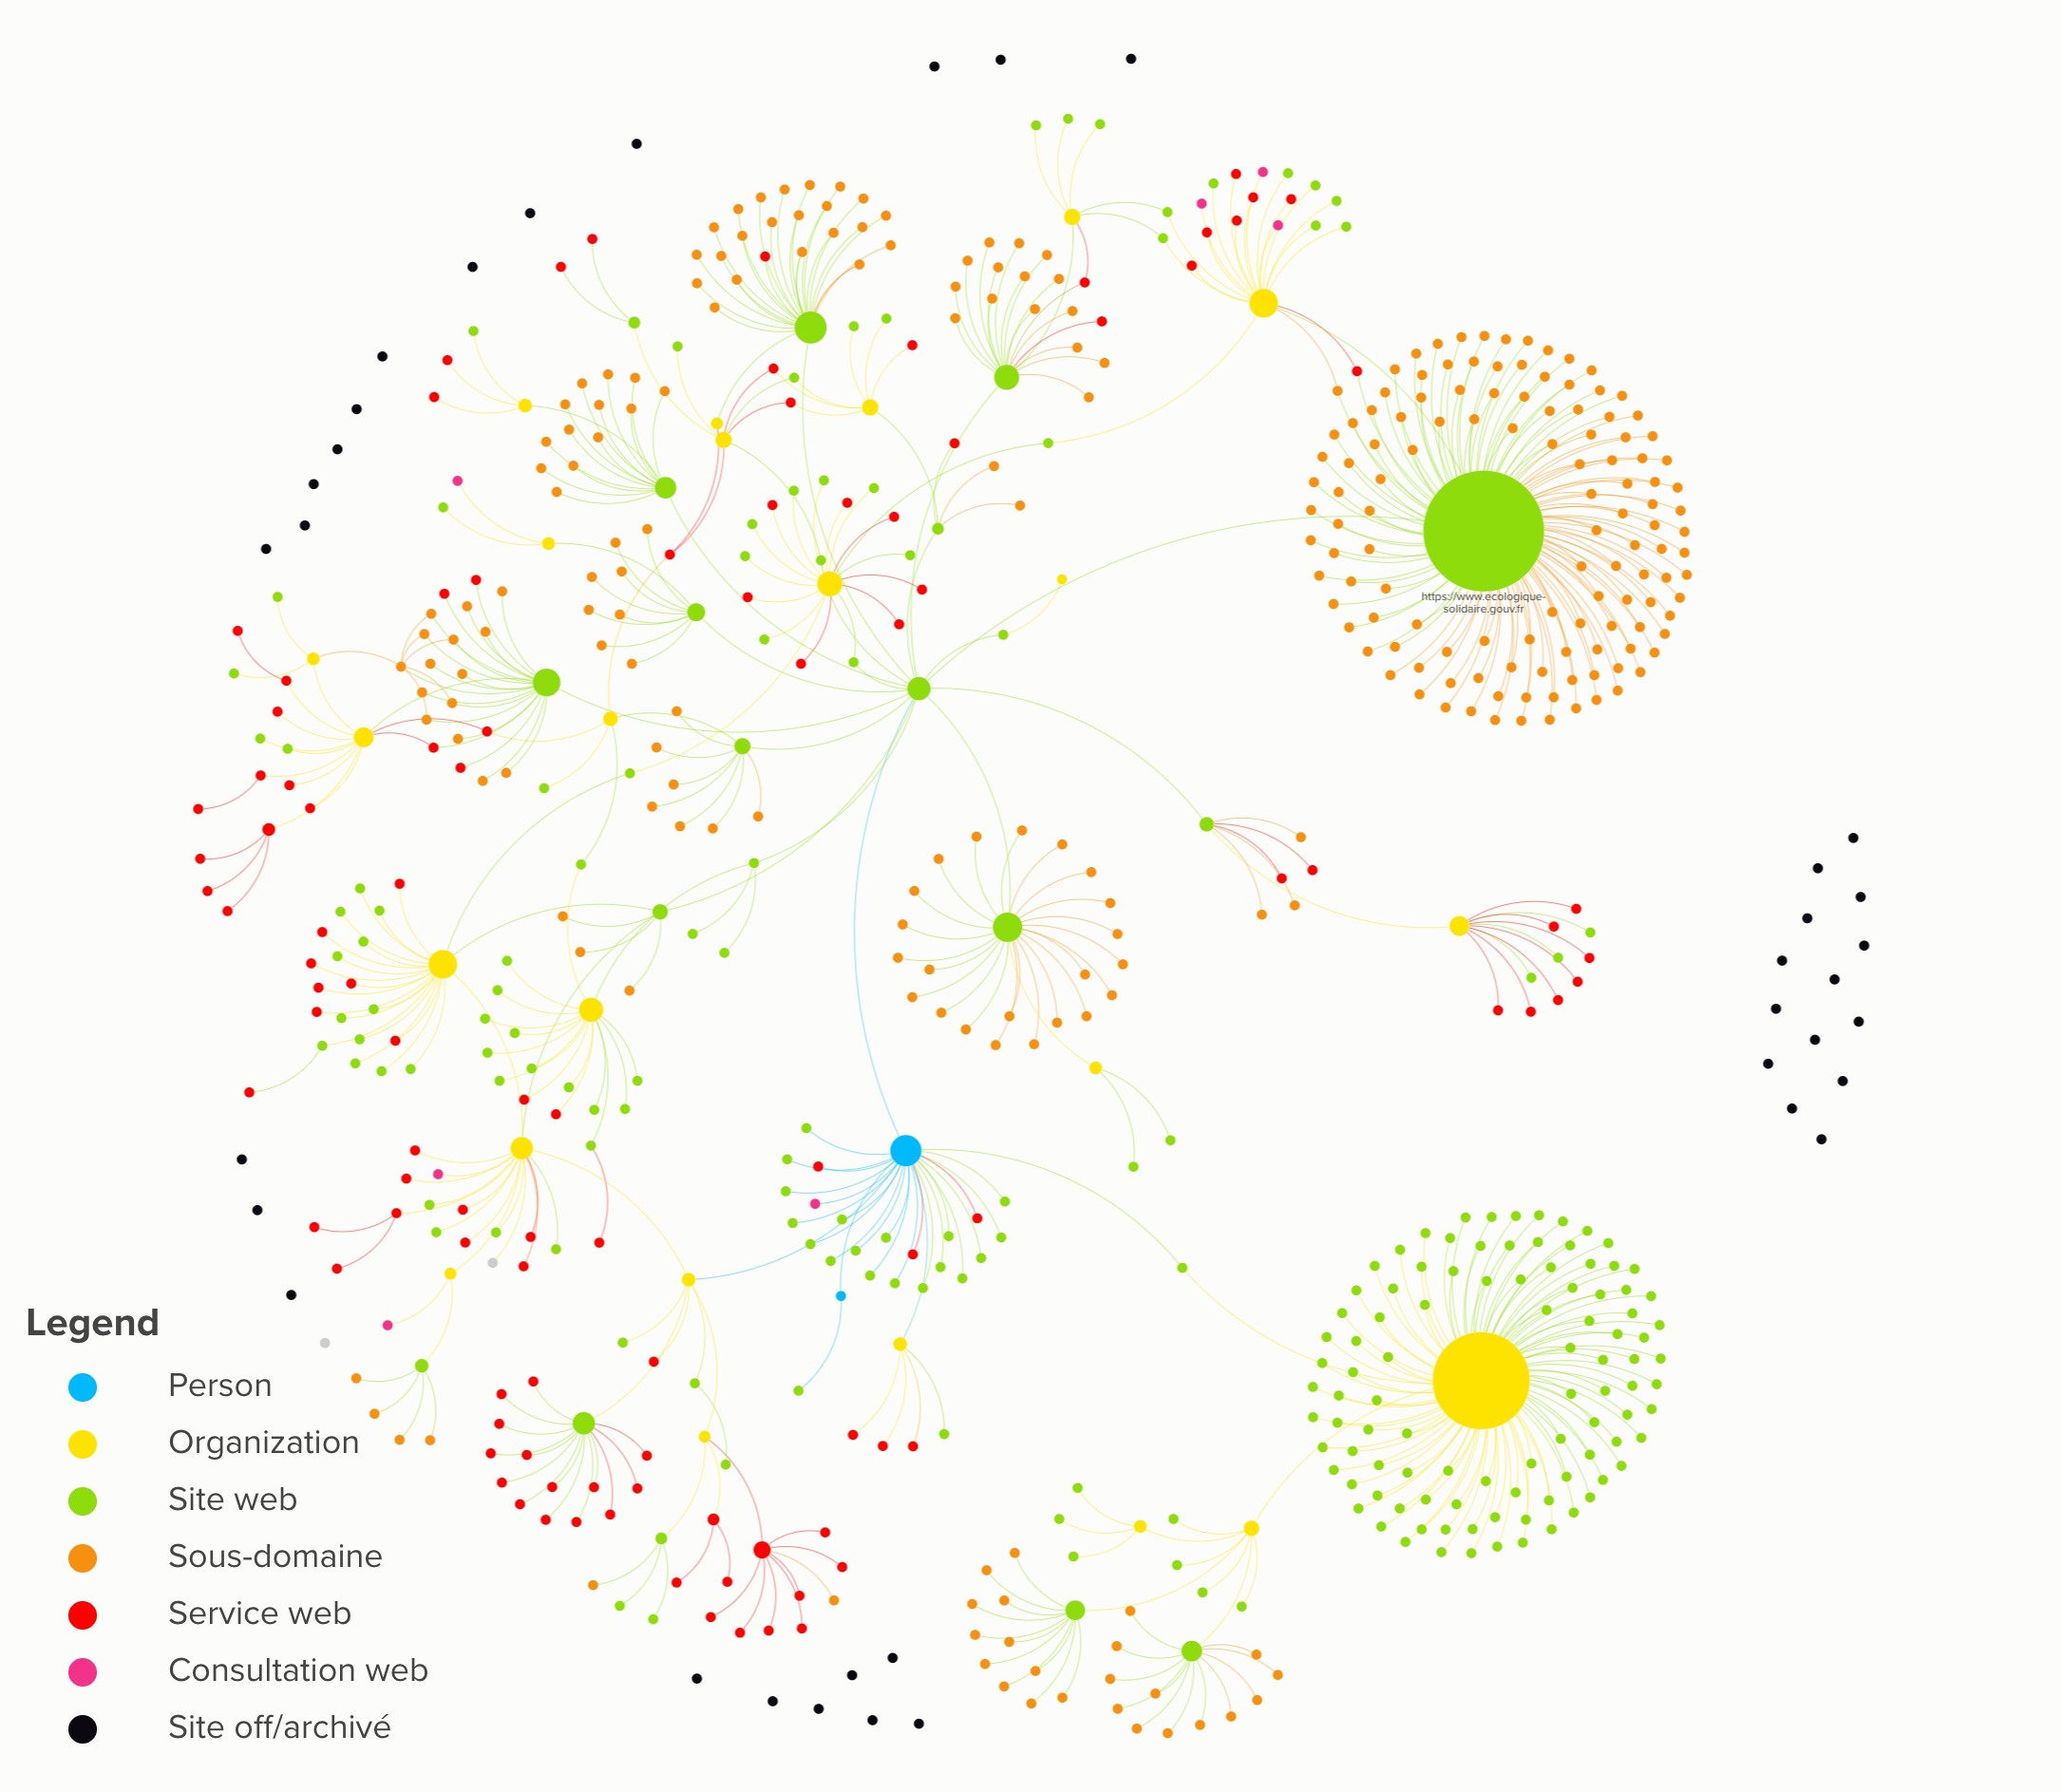 https://www.ecologique-
solidaire.gouv.fr
Legend
Person
Organization
Site web
Sous-domaine
Service web
Consultation web
Site off/archivé